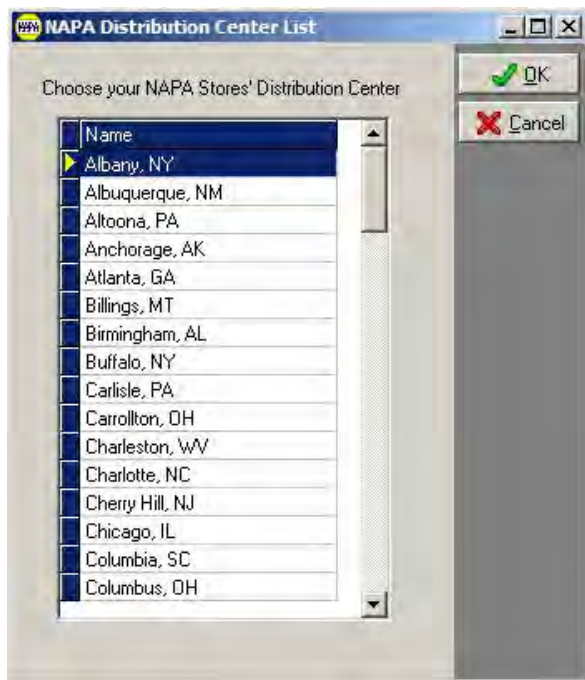 NAPA NAPA Distribution Center List
OK
Choose your NAPA Stores' Distribution Center
Cancel
Name
Albany, NY
Albuquerque, NM
Altoona, PA
Anchorage, AK
Atlanta, GA
Billings, MT
Birmingham, AL
Buffalo, NY
Carlisle, PA
Carrollton, OH
Charleston, WV
Charlotte, NC
Cherry Hill, NJ
Chicago, IL
Columbia, SC
Columbus, OH